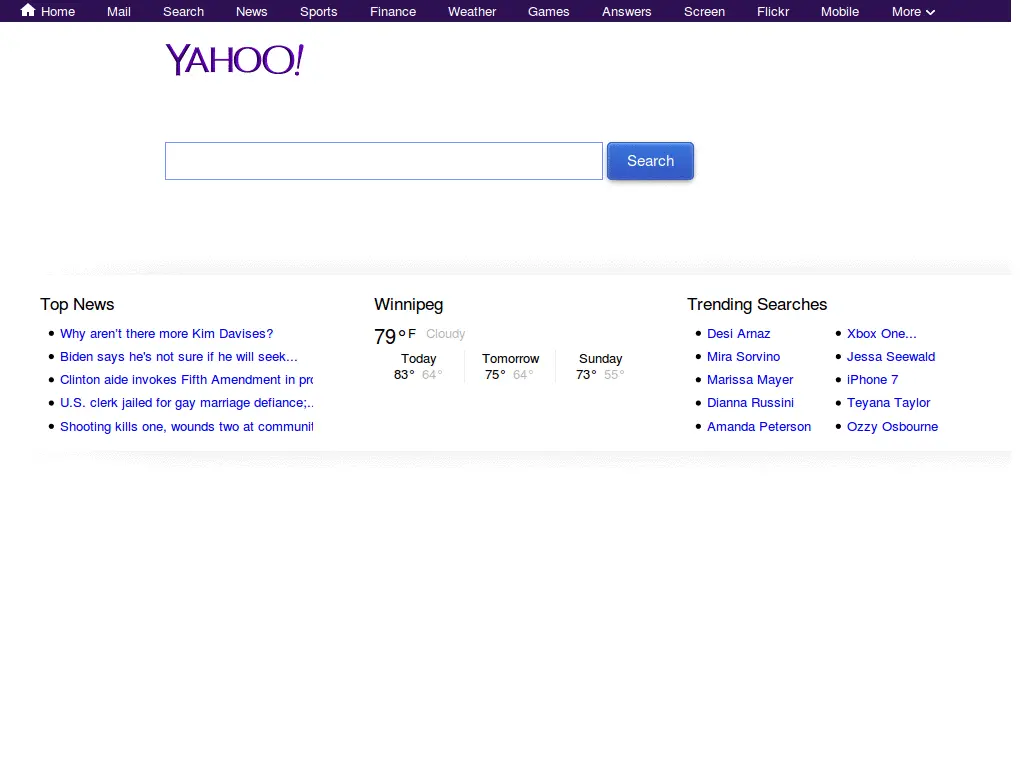 Home Mail Search News Sports Finance Weather Games Answers Screen Flickr Mobile More
YAHOO!
Search
Top News
Why aren't there more Kim Davises?
Biden says he's not sure if he will seek...
Clinton aide invokes Fifth Amendment in pro
U.S. clerk jailed for gay marriage defiance;..
Shooting kills one, wounds two at communit
Winnipeg
79°F Cloudy
Today Tomorrow Sunday
83° 64° 75° 64° 73° 55°
Trending Searches
Desi Arnaz
Mira Sorvino
Marissa Mayer
Dianna Russini
Amanda Peterson
Xbox One...
Jessa Seewald
iPhone 7
Teyana Taylor
Ozzy Osbourne